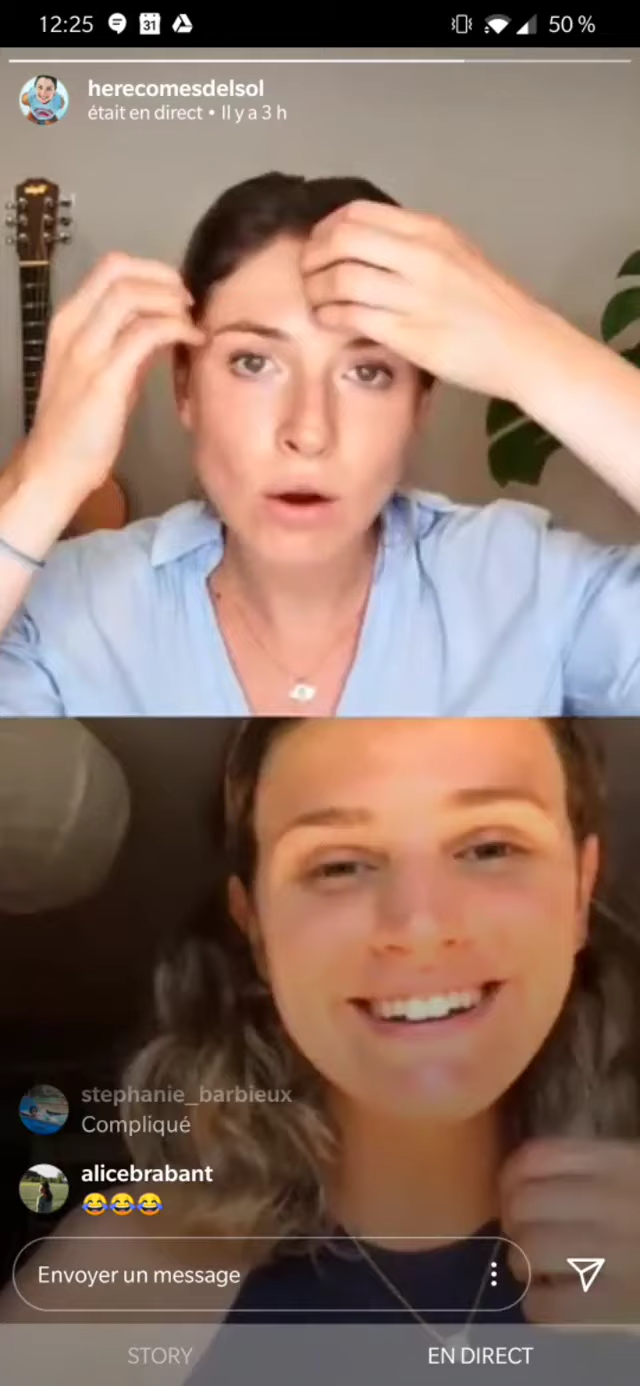 12:25
31
50 %
herecomesdelsol
était en direct • Il y a 3 h
stephanie_barbieux
Compliqué
alicebrabant
😂😂😂
Envoyer un message
STORY
EN DIRECT